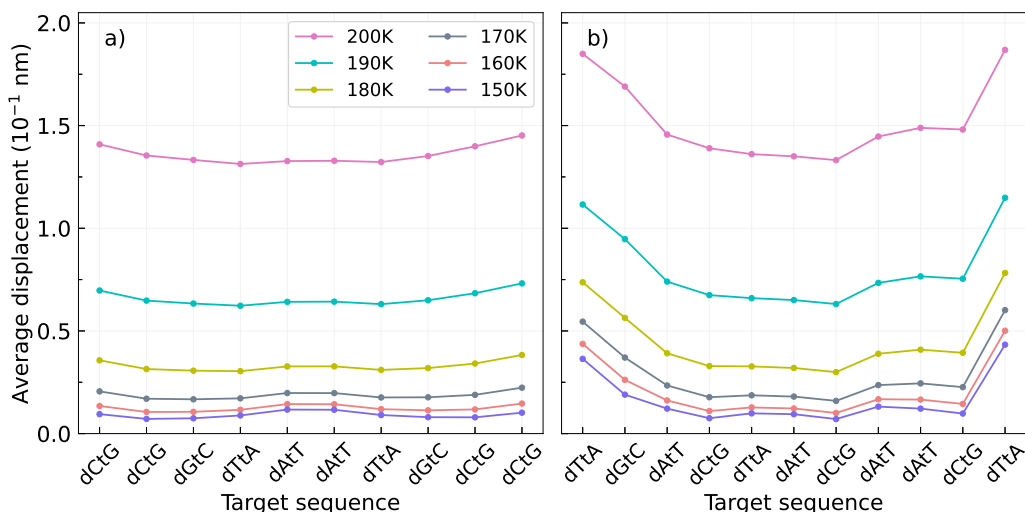 a)
b)
200K
190K
180K
170K
160K
150K
Average displacement (10⁻¹ nm)
2.0
1.5
1.0
0.5
0.0
dCtG dCtG dGtC dTtA dAtT dAtT dTtA dGtC dCtG dCtG
Target sequence
dTtA dGtC dAtT dCtG dTtA dAtT dCtG dAtT dAtT dCtG dTtA
Target sequence